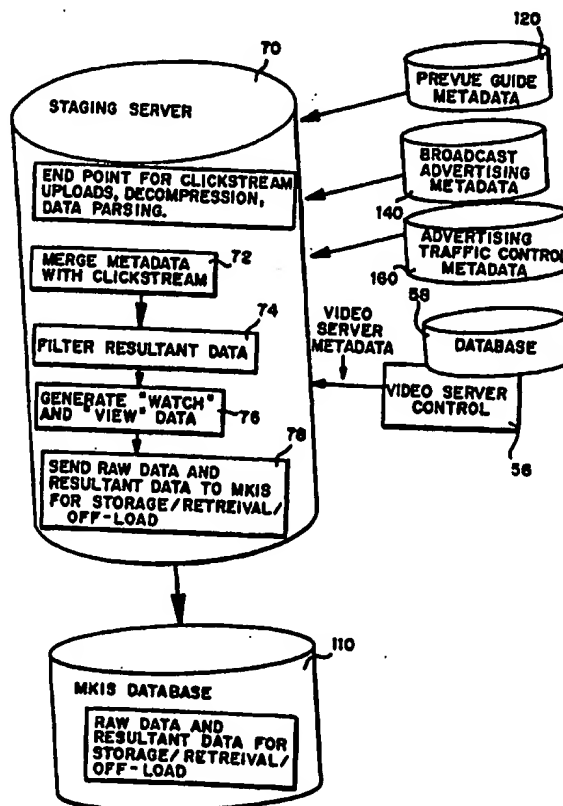 70
STAGING SERVER
END POINT FOR CLICKSTREAM
UPLOADS, DECOMPRESSION,
DATA PARSING.
72
MERGE METADATA
WITH CLICKSTREAM
74
FILTER RESULTANT DATA
GENERATE "WATCH"
AND "VIEW" DATA
76
78
SEND RAW DATA AND
RESULTANT DATA TO MKIS
FOR STORAGE/RETREIVAL/
OFF-LOAD
120
PREVUE GUIDE
METADATA
BROADCAST
ADVERTISING
METADATA
140
ADVERTISING
TRAFFIC CONTROL
METADATA
160
58
DATABASE
VIDEO
SERVER
METADATA
VIDEO SERVER
CONTROL
56
110
MKIS DATABASE
RAW DATA AND
RESULTANT DATA FOR
STORAGE/RETREIVAL/
OFF-LOAD